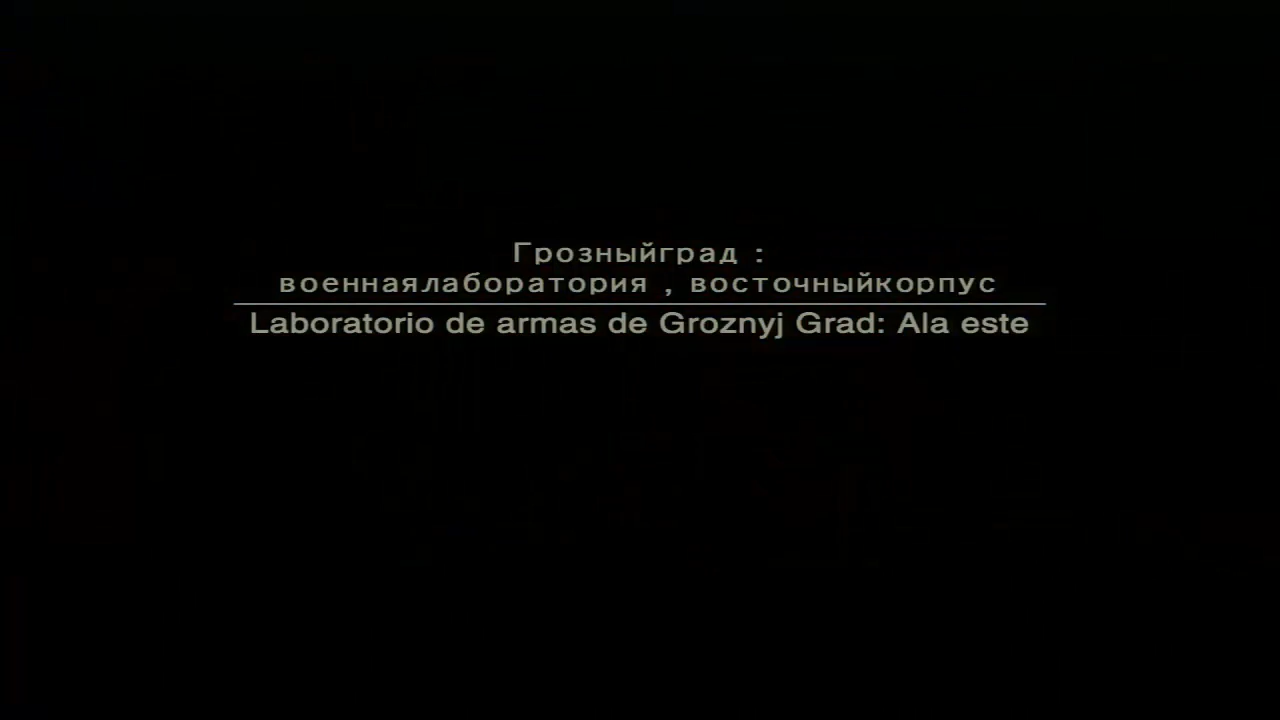 Грозныйград :
военнаялаборатория , восточныйкорпус
Laboratorio de armas de Groznyj Grad: Ala este